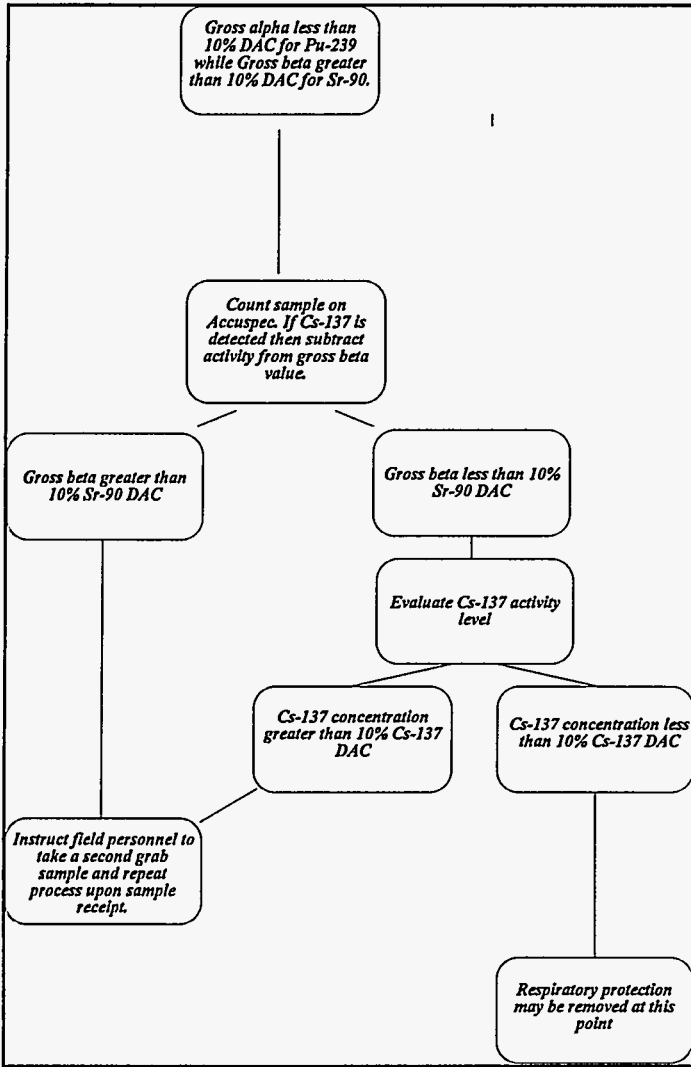 Gross alpha less than
10% DAC for Pu-239
while Gross beta greater
than 10% DAC for Sr-90.
Count sample on
Accuspec. If Cs-137 is
detected then subtract
activity from gross beta
value.
Gross beta greater than
10% Sr-90 DAC
Gross beta less than 10%
Sr-90 DAC
Evaluate Cs-137 activity
level
Cs-137 concentration
greater than 10% Cs-137
DAC
Cs-137 concentration less
than 10% Cs-137 DAC
Instruct field personnel to
take a second grab
sample and repeat
process upon sample
receipt.
Respiratory protection
may be removed at this
point